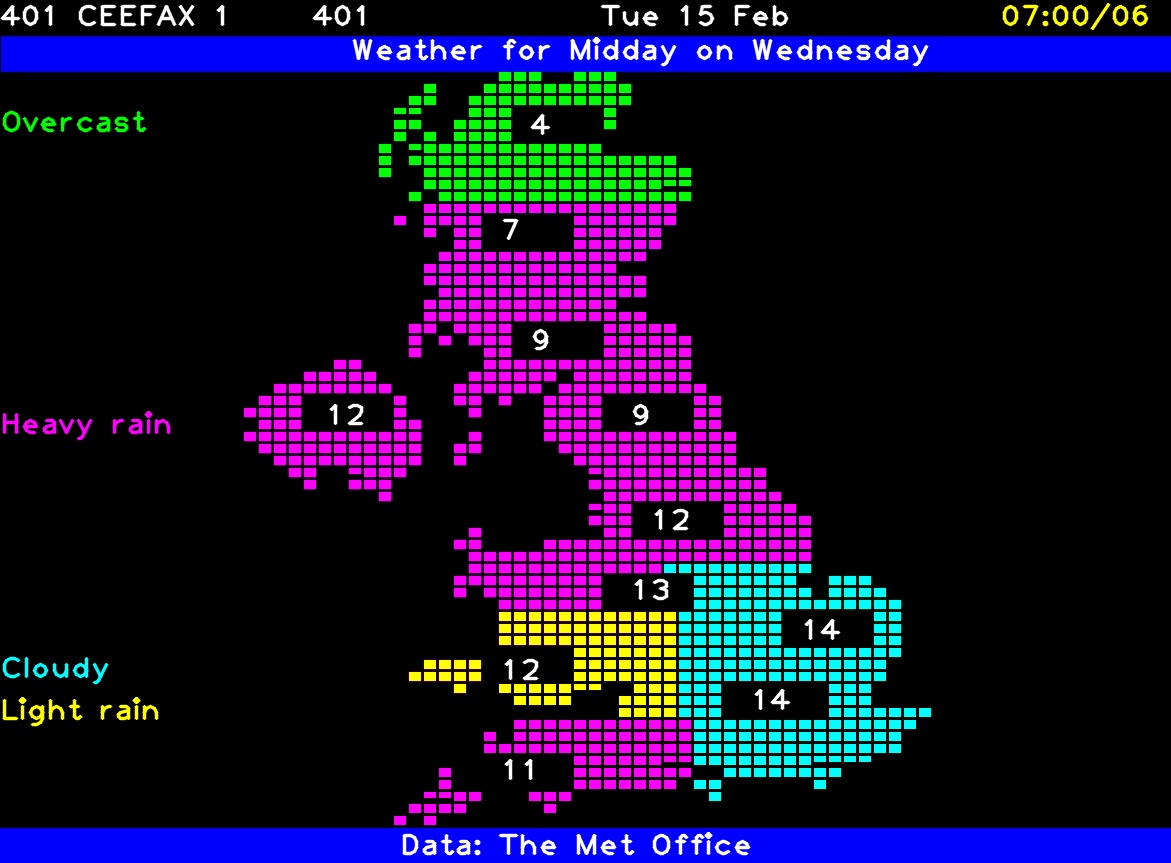 401 CEEFAX 1 401 Tue 15 Feb 07:00/06
Weather for Midday on Wednesday
Overcast
4
7
9
Heavy rain
12
9
12
13
14
Cloudy
12
Light rain
14
11
Data: The Met Office